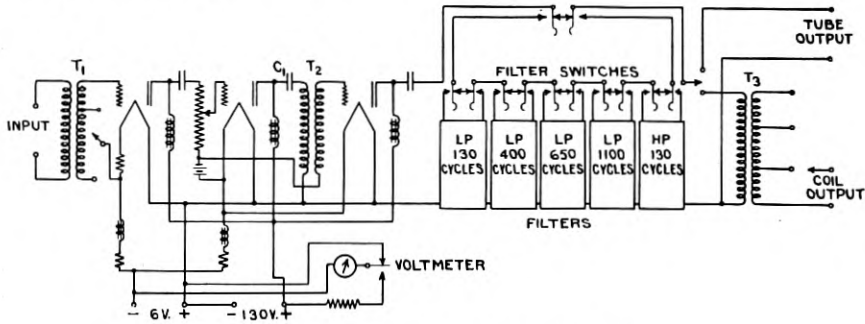 T1
C1
T2
INPUT
FILTER SWITCHES
TUBE
OUTPUT
T3
LP
130
CYCLES
LP
400
CYCLES
LP
650
CYCLES
LP
1100
CYCLES
HP
130
CYCLES
FILTERS
COIL
OUTPUT
VOLTMETER
- 6V. + - 130V. +